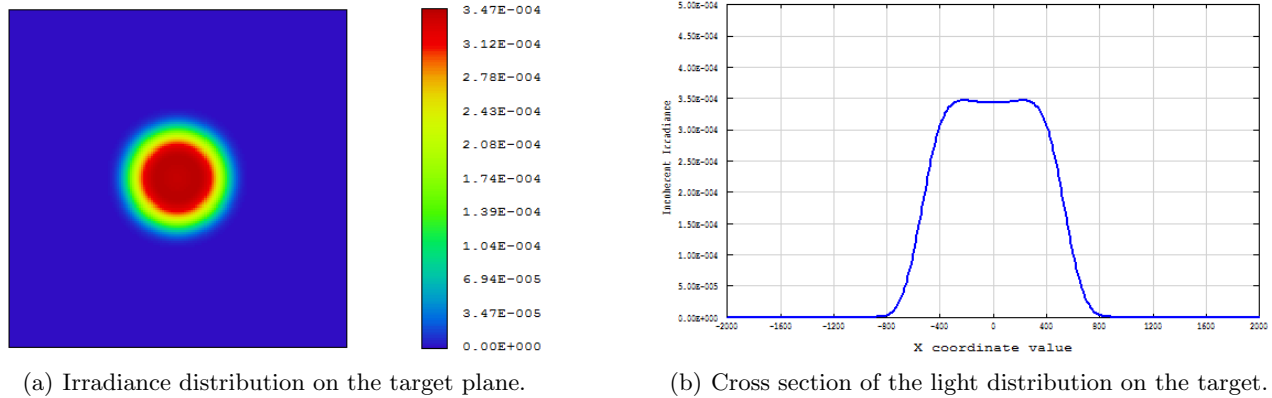 3.47E-004
3.12E-004
2.78E-004
2.43E-004
2.08E-004
1.74E-004
1.39E-004
1.04E-004
6.94E-005
3.47E-005
0.00E+000
(a) Irradiance distribution on the target plane.
5.00E-004
4.50E-004
4.00E-004
3.50E-004
3.00E-004
2.50E-004
2.00E-004
1.50E-004
1.00E-004
5.00E-005
0.00E+000
Incoherent Irradiance
-2000 -1600 -1200 -800 -400 0 400 800 1200 1600 2000
X coordinate value
(b) Cross section of the light distribution on the target.